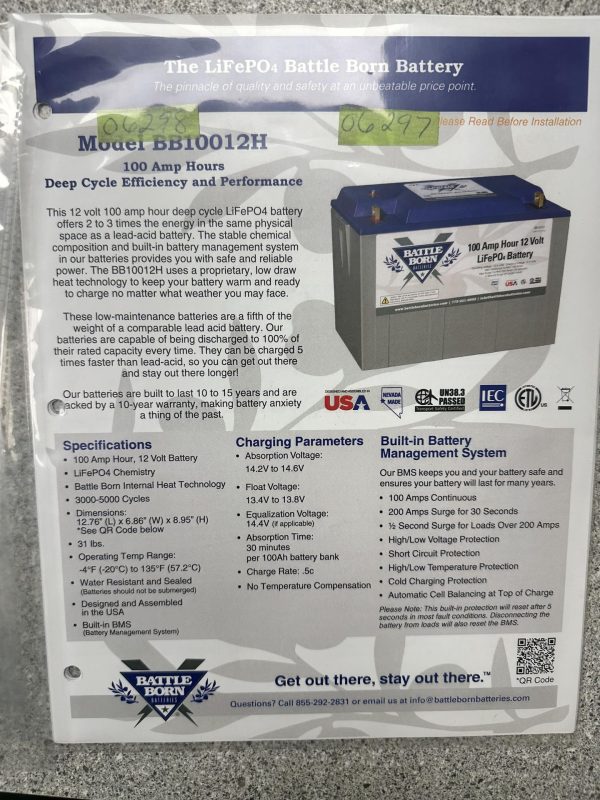 The LiFePO4 Battle Born Battery
The pinnacle of quality and safety at an unbeatable price point.
06298
06297
lease Read Before Installation
Model BB10012H
100 Amp Hours
Deep Cycle Efficiency and Performance
This 12 volt 100 amp hour deep cycle LiFePO4 battery
offers 2 to 3 times the energy in the same physical
space as a lead-acid battery. The stable chemical
composition and built-in battery management system
in our batteries provides you with safe and reliable
power. The BB10012H uses a proprietary, low draw
heat technology to keep your battery warm and ready
to charge no matter what weather you may face.
These low-maintenance batteries are a fifth of the
weight of a comparable lead acid battery. Our
batteries are capable of being discharged to 100% of
their rated capacity every time. They can be charged 5
times faster than lead-acid, so you can get out there
and stay out there longer!
Our batteries are built to last 10 to 15 years and are
backed by a 10-year warranty, making battery anxiety
a thing of the past.
BATTLE BORN
BATTERIES
100 Amp Hour 12 Volt
LiFePO4 Battery
USA
DESIGNED AND ASSEMBLED IN
USA
NEVADA
MADE
UN38.3
PASSED
Transport Safety Certified
IEC
ETL
US
Specifications
• 100 Amp Hour, 12 Volt Battery
• LiFePO4 Chemistry
• Battle Born Internal Heat Technology
• 3000-5000 Cycles
• Dimensions:
12.76" (L) x 6.86" (W) x 8.95" (H)
*See QR Code below
• 31 lbs.
• Operating Temp Range:
-4°F (-20°C) to 135°F (57.2°C)
• Water Resistant and Sealed
(Batteries should not be submerged)
• Designed and Assembled
in the USA
• Built-in BMS
(Battery Management System)
Charging Parameters
• Absorption Voltage:
14.2V to 14.6V
• Float Voltage:
13.4V to 13.8V
• Equalization Voltage:
14.4V (if applicable)
• Absorption Time:
30 minutes
per 100Ah battery bank
• Charge Rate: .5c
• No Temperature Compensation
Built-in Battery
Management System
Our BMS keeps you and your battery safe and
ensures your battery will last for many years.
• 100 Amps Continuous
• 200 Amps Surge for 30 Seconds
• ½ Second Surge for Loads Over 200 Amps
• High/Low Voltage Protection
• Short Circuit Protection
• High/Low Temperature Protection
• Cold Charging Protection
• Automatic Cell Balancing at Top of Charge
Please Note: This built-in protection will reset after 5
seconds in most fault conditions. Disconnecting the
battery from loads will also reset the BMS.
BATTLE
BORN
BATTERIES
Get out there, stay out there.™
*QR Code
Questions? Call 855-292-2831 or email us at info@battlebornbatteries.com